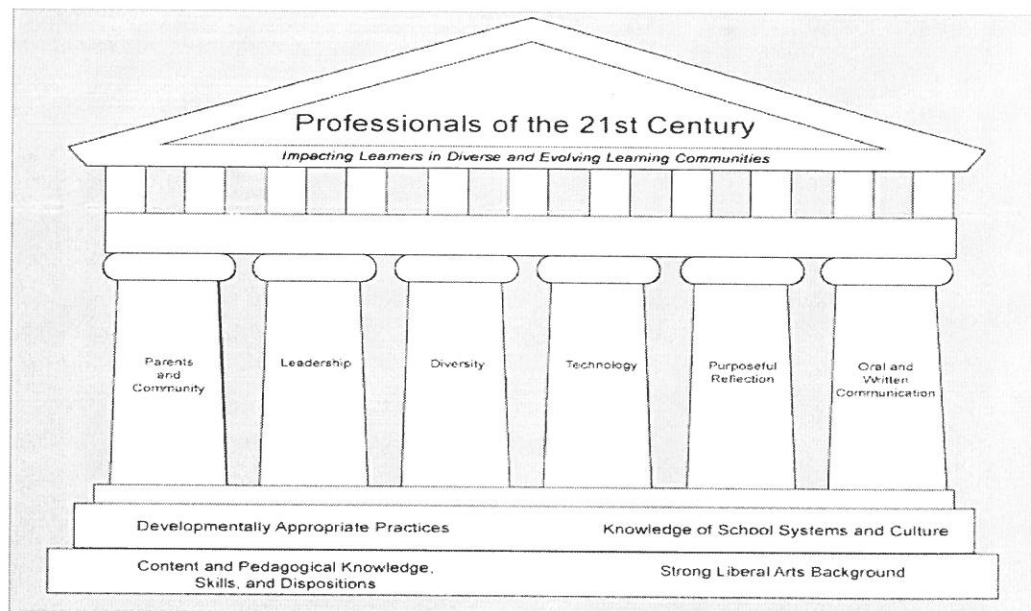 Professionals of the 21st Century
Impacting Learners in Diverse and Evolving Learning Communities
Parents
and
Community
Leadership
Diversity
Technology
Purposeful
Reflection
Oral and
Written
Communication
Developmentally Appropriate Practices
Knowledge of School Systems and Culture
Content and Pedagogical Knowledge,
Skills, and Dispositions
Strong Liberal Arts Background